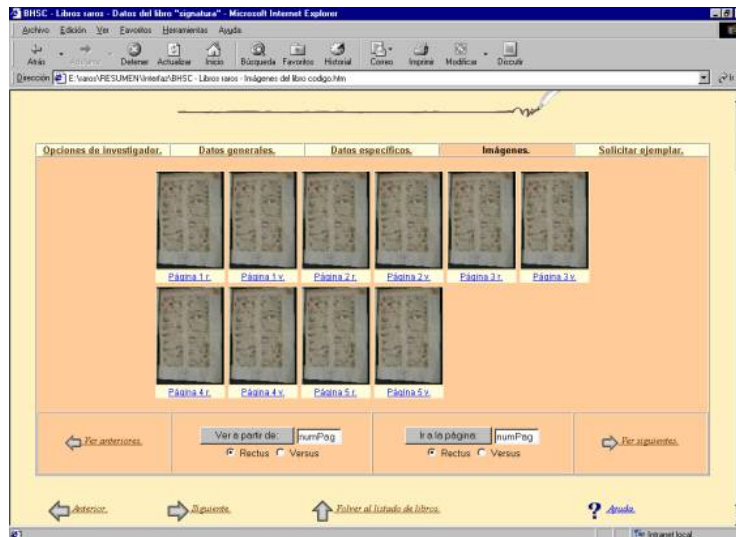 BHSC - Libros raros - Datos del libro "signatura" - Microsoft Internet Explorer
Archivo Edición Ver Favoritos Herramientas Ayuda
Atrás Adelante Detener Actualizar Inicio Búsqueda Favoritos Historial Correo Imprimir Modificar Discutir
Dirección E:\raros\RESUMEN\Interfaz\BHSC - Libros raros - Imágenes del libro codigo.htm
Opciones de investigador. Datos generales. Datos específicos. Imágenes. Solicitar ejemplar.
Página 1 r. Página 1 v. Página 2 r. Página 2 v. Página 3 r. Página 3 v.
Página 4 r. Página 4 v. Página 5 r. Página 5 v.
Ver anteriores. Ver a partir de: numPag Ir a la página: numPag Ver siguientes.
Rectus Versus Rectus Versus
Anterior. Siguiente. Volver al listado de libros. ? Ayuda.
Intranet local